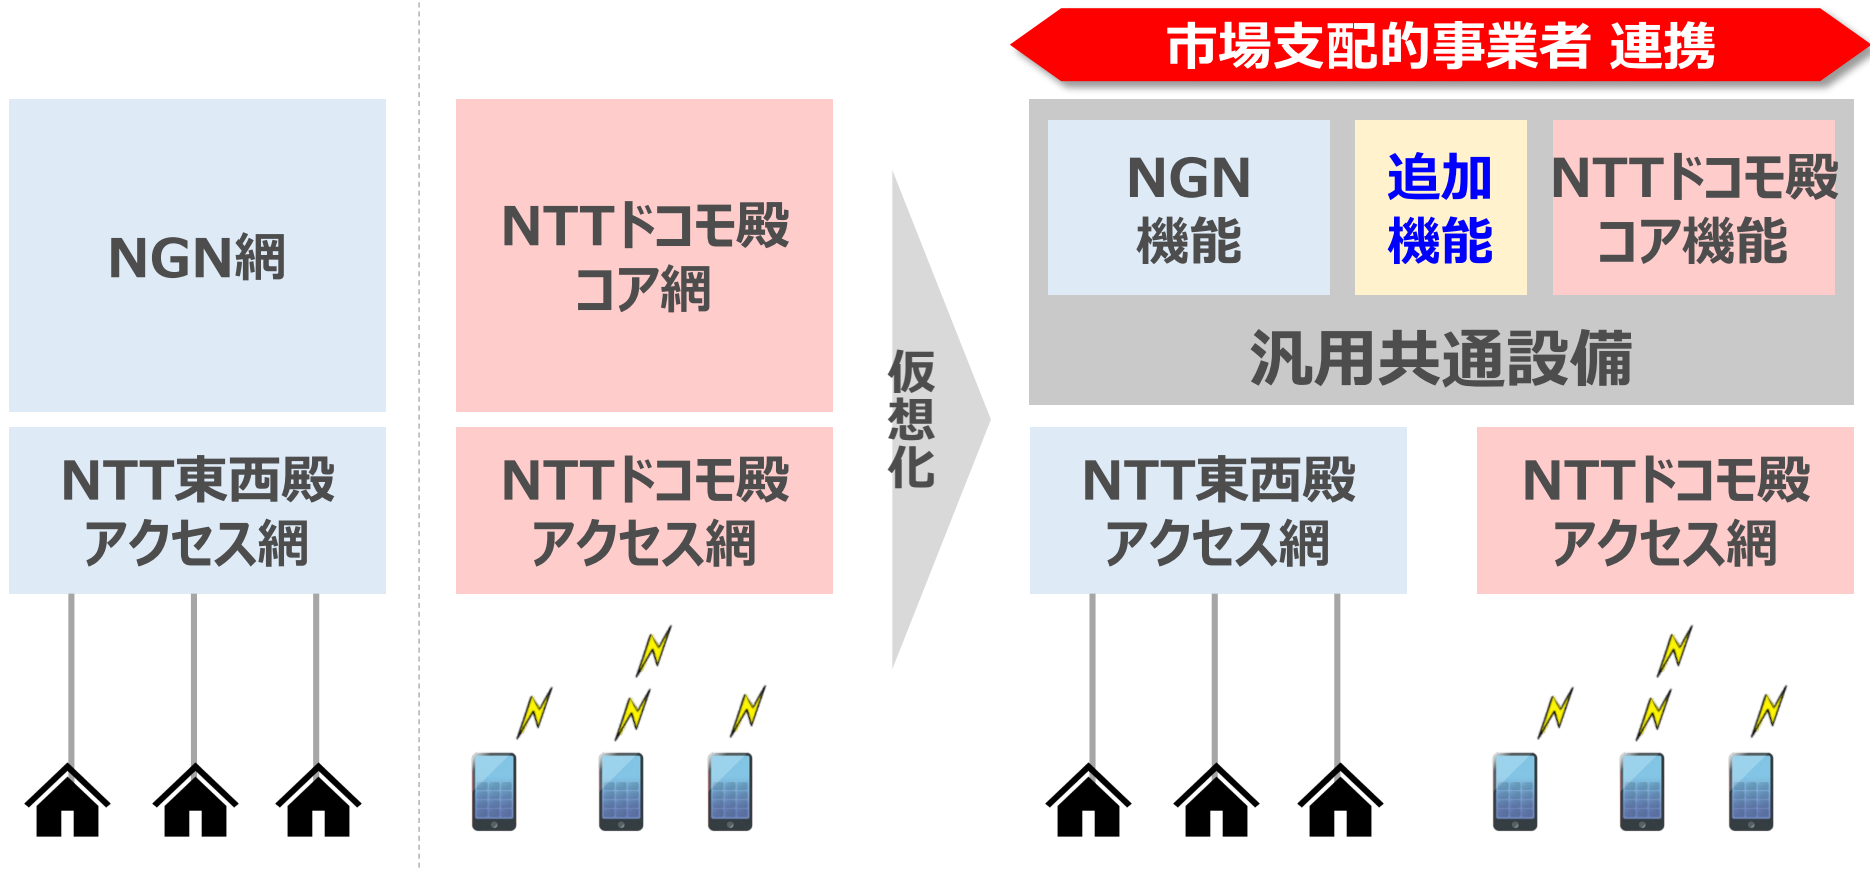 市場支配的事業者 連携
NGN網
NTTドコモ殿
コア網
NTT東西殿
アクセス網
NTTドコモ殿
アクセス網
仮想化
NGN
機能
追加
機能
NTTドコモ殿
コア機能
汎用共通設備
NTT東西殿
アクセス網
NTTドコモ殿
アクセス網